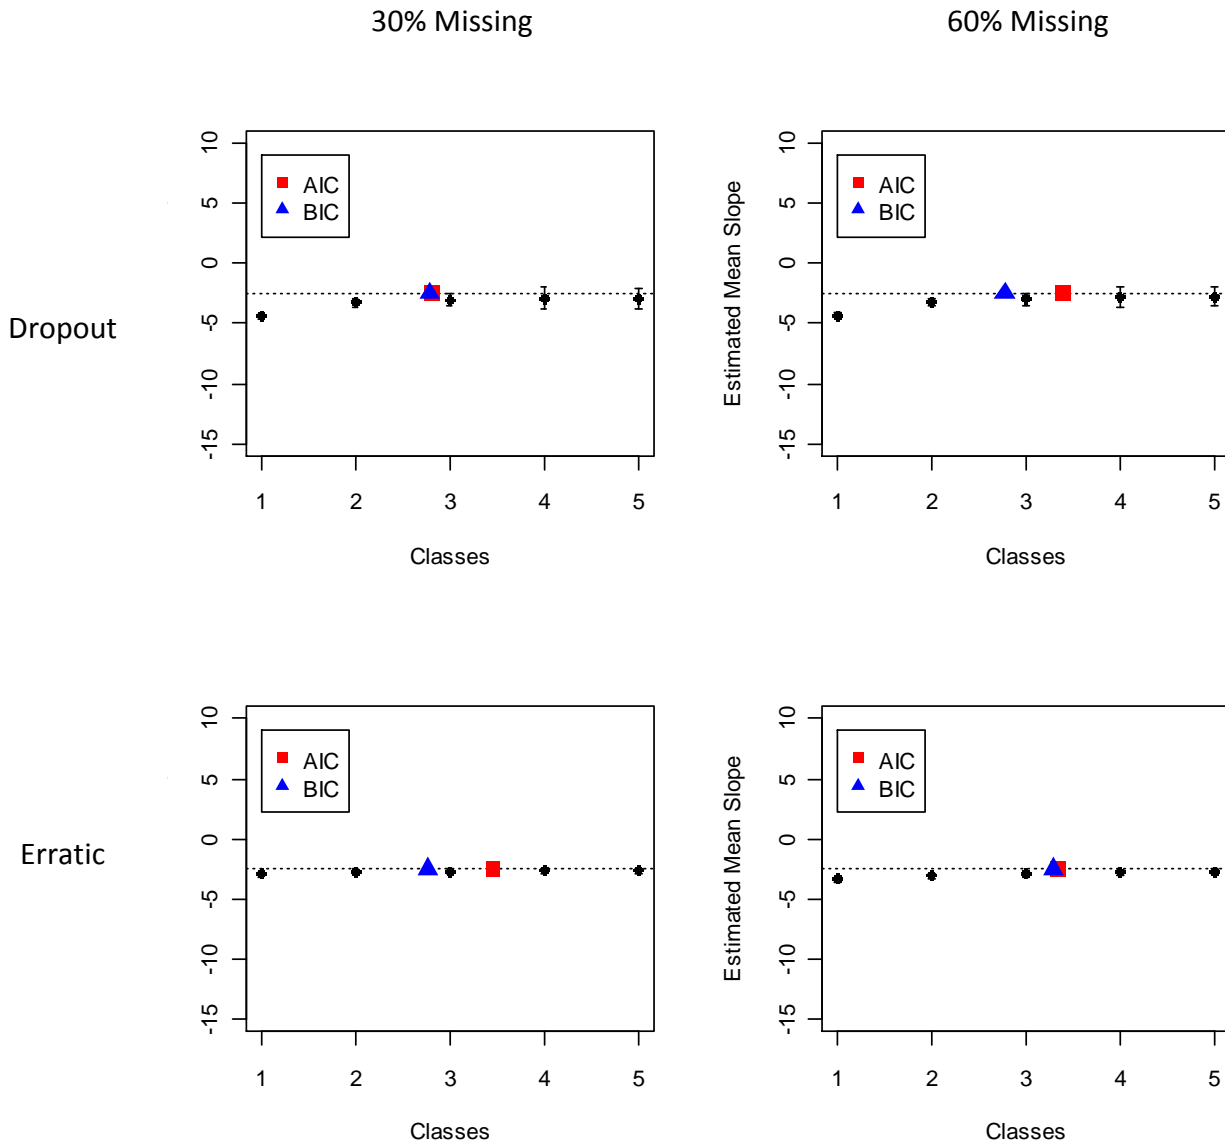 30% Missing
60% Missing
Dropout
10
5
0
-5
-10
-15
AIC
BIC
1 2 3 4 5
Classes
Estimated Mean Slope
10
5
0
-5
-10
-15
AIC
BIC
1 2 3 4 5
Classes
Erratic
10
5
0
-5
-10
-15
AIC
BIC
1 2 3 4 5
Classes
Estimated Mean Slope
10
5
0
-5
-10
-15
AIC
BIC
1 2 3 4 5
Classes